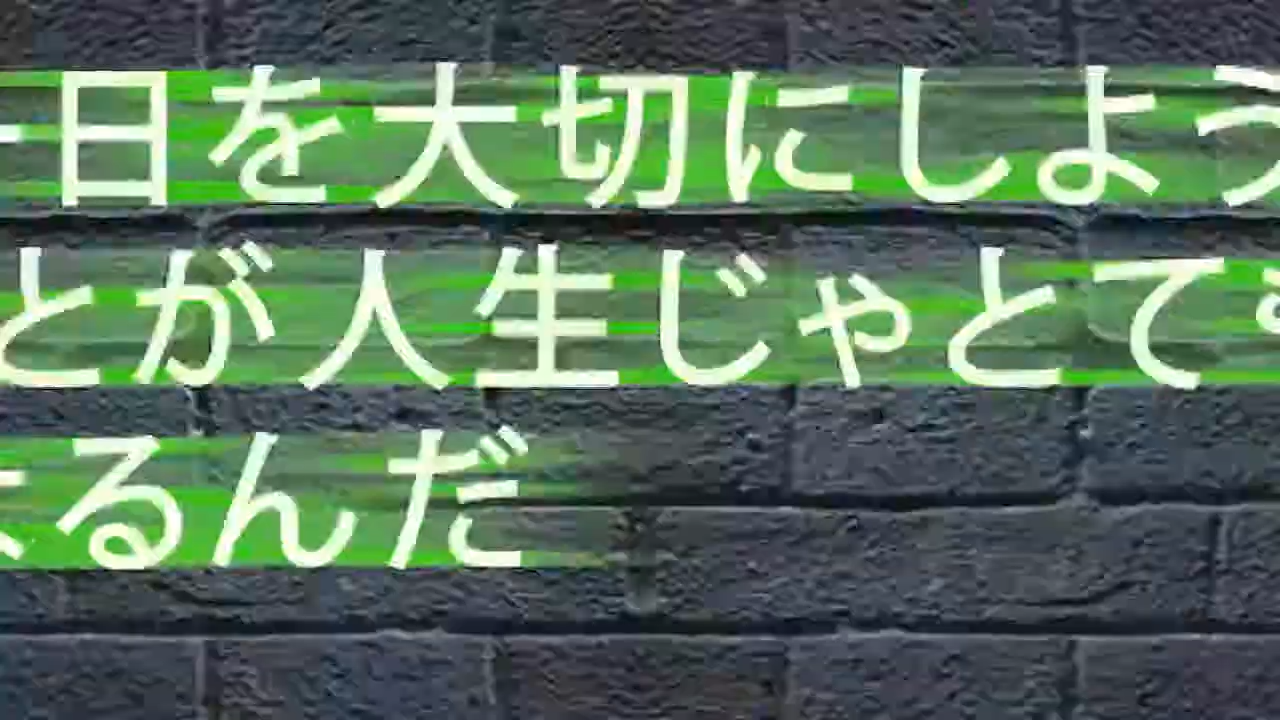 日を大切にしよう
とが人生じゃとて
るんだ